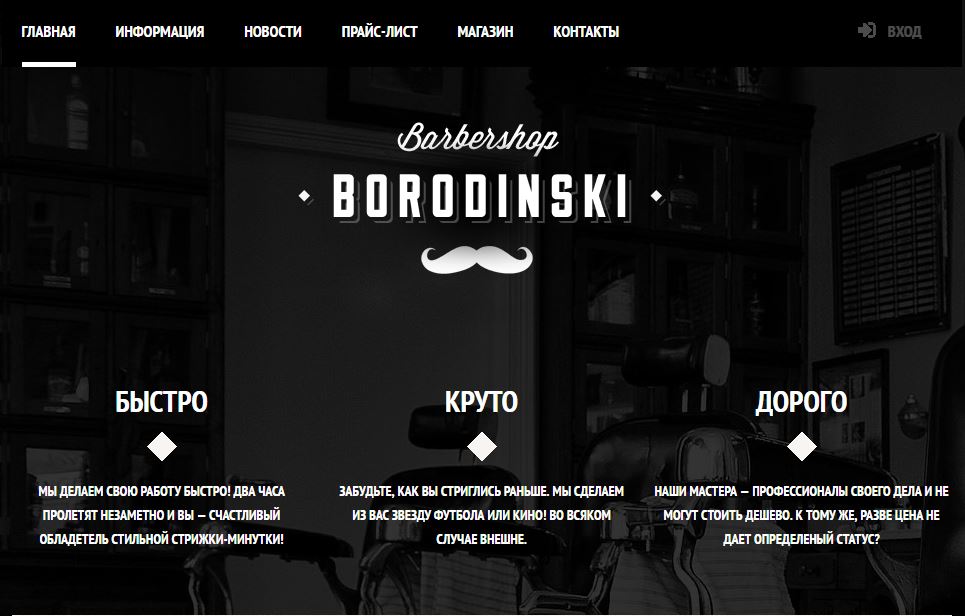 ГЛАВНАЯ ИНФОРМАЦИЯ НОВОСТИ ПРАЙС-ЛИСТ МАГАЗИН КОНТАКТЫ ВХОД
Barbershop
BORODINSKI
БЫСТРО
МЫ ДЕЛАЕМ СВОЮ РАБОТУ БЫСТРО! ДВА ЧАСА
ПРОЛЕТЯТ НЕЗАМЕТНО И ВЫ — СЧАСТЛИВЫЙ
ОБЛАДЕТЕЛЬ СТИЛЬНОЙ СТРИЖКИ-МИНУТКИ!
КРУТО
ЗАБУДЬТЕ, КАК ВЫ СТРИГЛИСЬ РАНЬШЕ. МЫ СДЕЛАЕМ
ИЗ ВАС ЗВЕЗДУ ФУТБОЛА ИЛИ КИНО! ВО ВСЯКОМ
СЛУЧАЕ ВНЕШНЕ.
ДОРОГО
НАШИ МАСТЕРА — ПРОФЕССИОНАЛЫ СВОЕГО ДЕЛА И НЕ
МОГУТ СТОИТЬ ДЕШЕВО. К ТОМУ ЖЕ, РАЗВЕ ЦЕНА НЕ
ДАЕТ ОПРЕДЕЛЕНЫЙ СТАТУС?